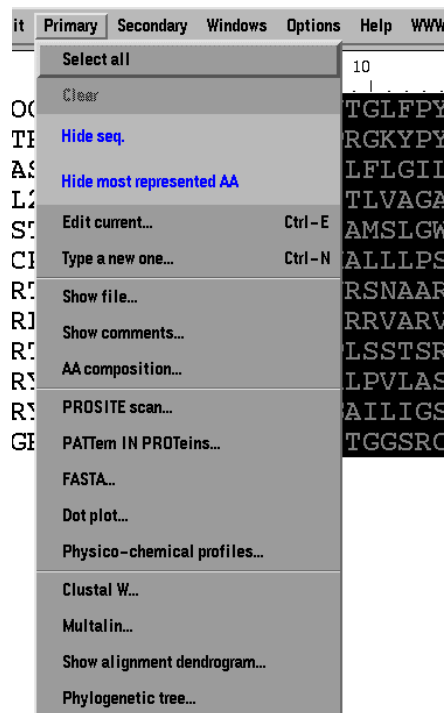 it Primary Secondary Windows Options Help WWW
Select all
10
Clear
TGLFPY
Hide seq.
RGKYPY
LFLGIL
Hide most represented AA
TLVAGA
Edit current... Ctrl-E
AMSLGW
Type a new one... Ctrl-N
ALLLPS
Show file...
RSNAAR
RRVARV
Show comments...
LSSTSR
AA composition...
LPVLAS
PROSITE scan...
AILIGS
PATTern IN PROTeins...
TGGSRC
FASTA...
Dot plot...
Physico-chemical profiles...
Clustal W...
Multalin...
Show alignment dendrogram...
Phylogenetic tree...